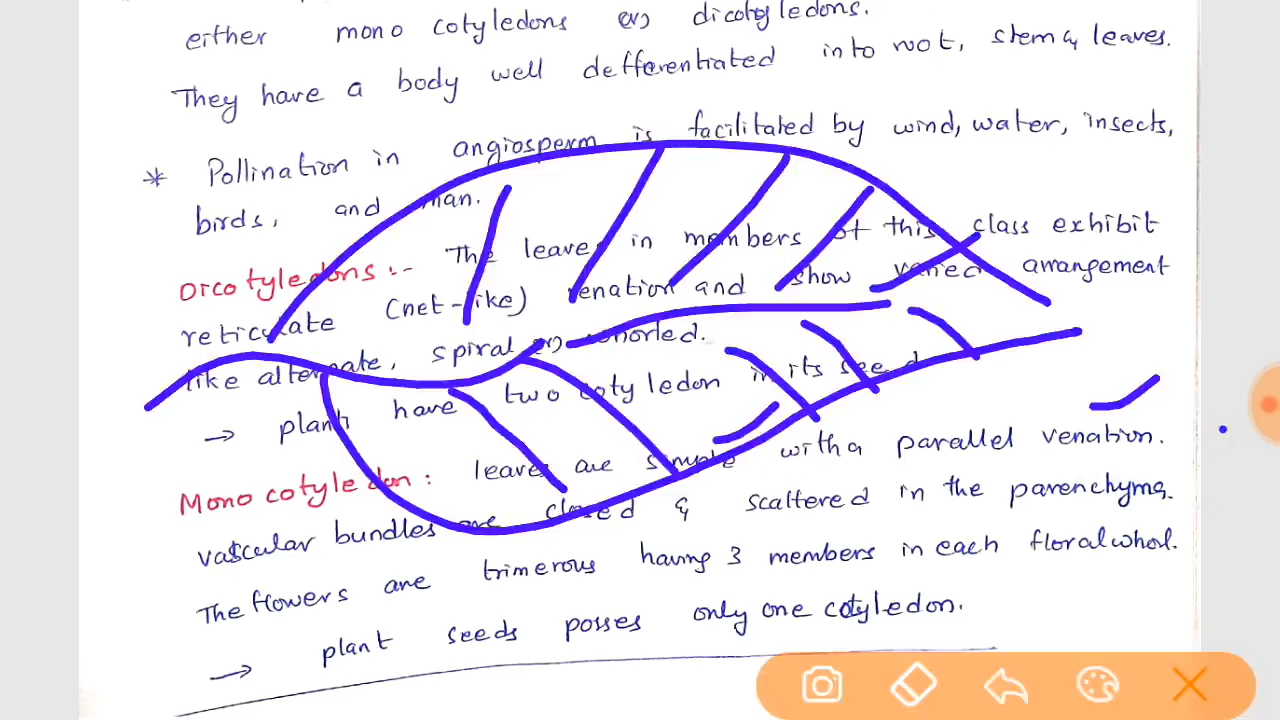 either mono cotyledons (or) dicotyledons.
They have a body well defferentiated into root, stem & leaves.
* Pollination in angiosperm is facilitated by wind, water, insects,
birds, and man.
Dicotyledons:- The leaves in members of this class exhibit
reticulate (net-like) venation and show varied arrangement
like alternate, spiral (or) whorled.
→ plant have two cotyledon in its seed
Mono cotyledon: leaves are simple with a parallel venation.
vascular bundles are closed & scattered in the parenchyma.
The flowers are trimerous having 3 members in each floral whorl.
→ plant seeds posses only one cotyledon.